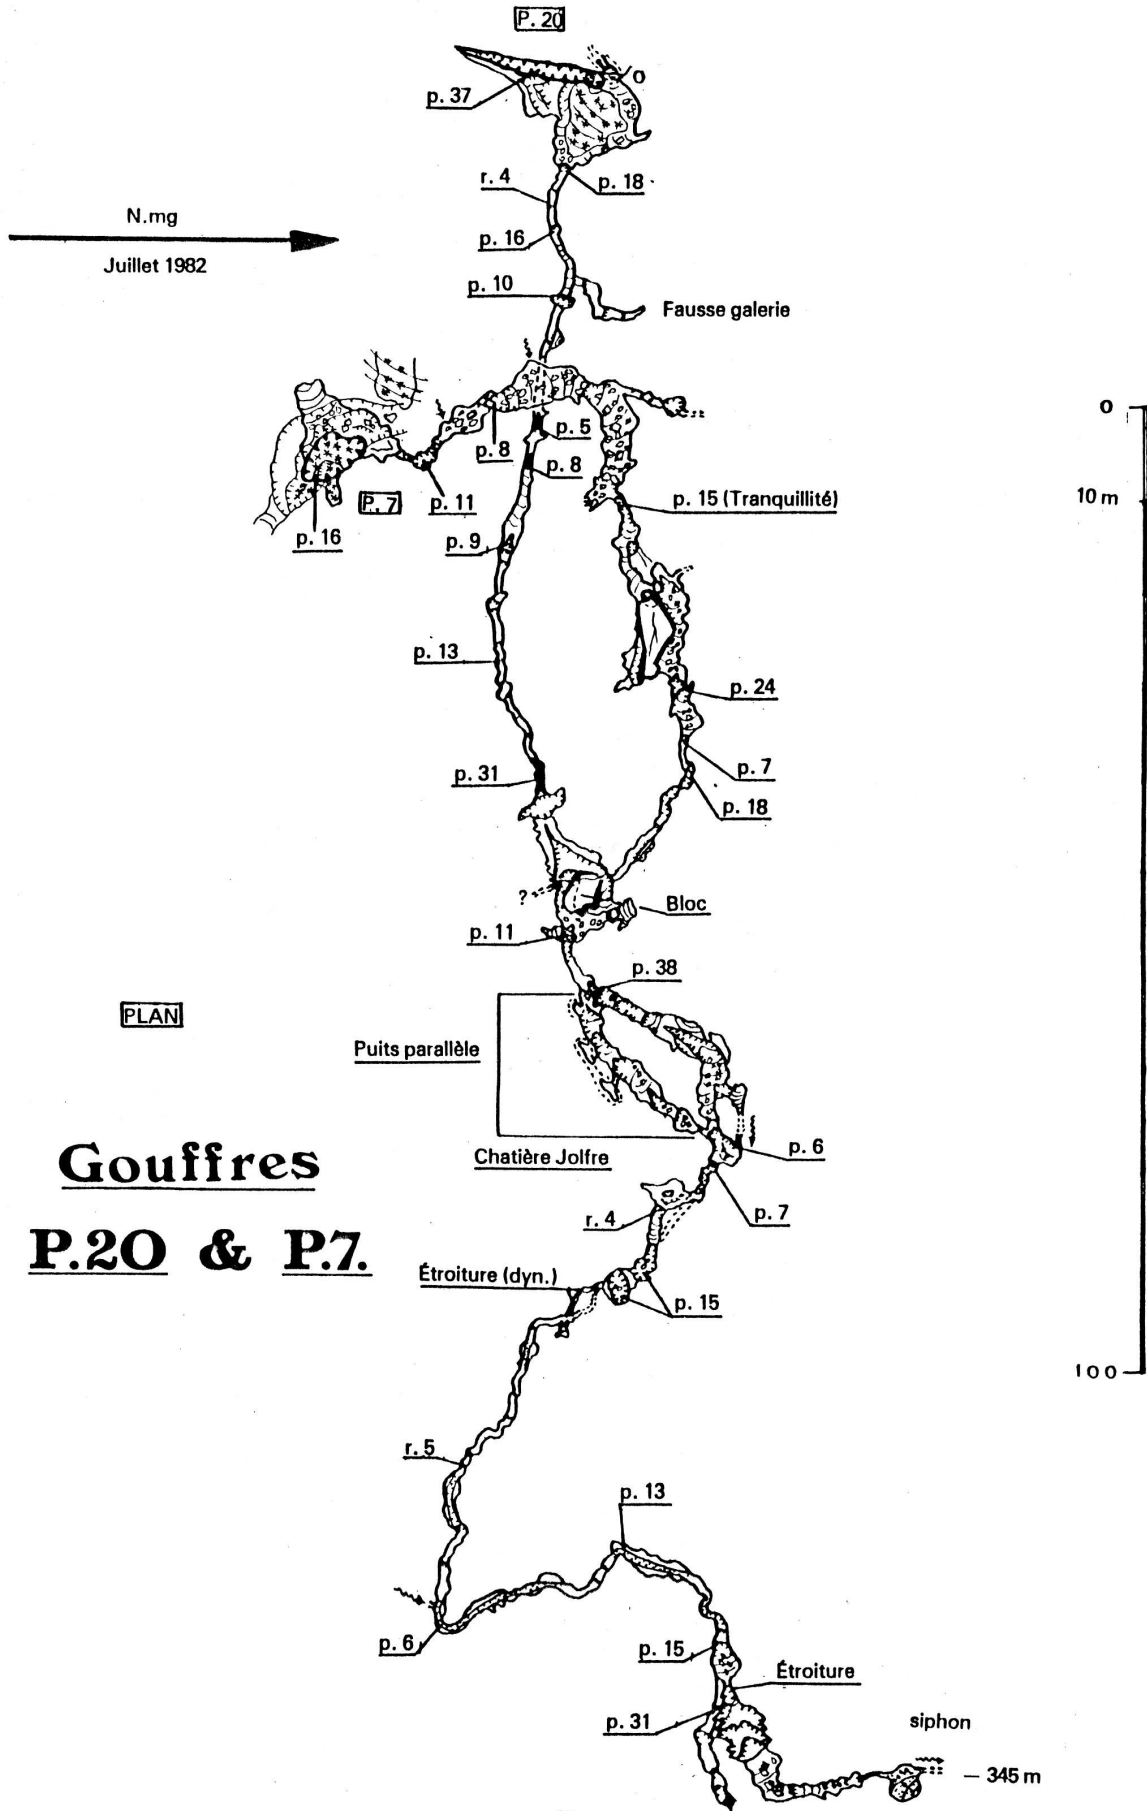 P. 20
p. 37
r. 4
p. 18
N.mg
p. 16
Juillet 1982
p. 10
Fausse galerie
0
p. 5
p. 8
p. 8
P. 7
p. 11
p. 15 (Tranquillité)
10 m
p. 16
p. 9
p. 13
p. 24
p. 31
p. 7
p. 18
?
Bloc
p. 11
p. 38
PLAN
Puits parallèle
Chatière Jolfre
p. 6
Gouffres
P.20 & P.7.
r. 4
p. 7
Étroiture (dyn.)
p. 15
100
r. 5
p. 13
p. 6
p. 15
Étroiture
p. 31
siphon
— 345 m